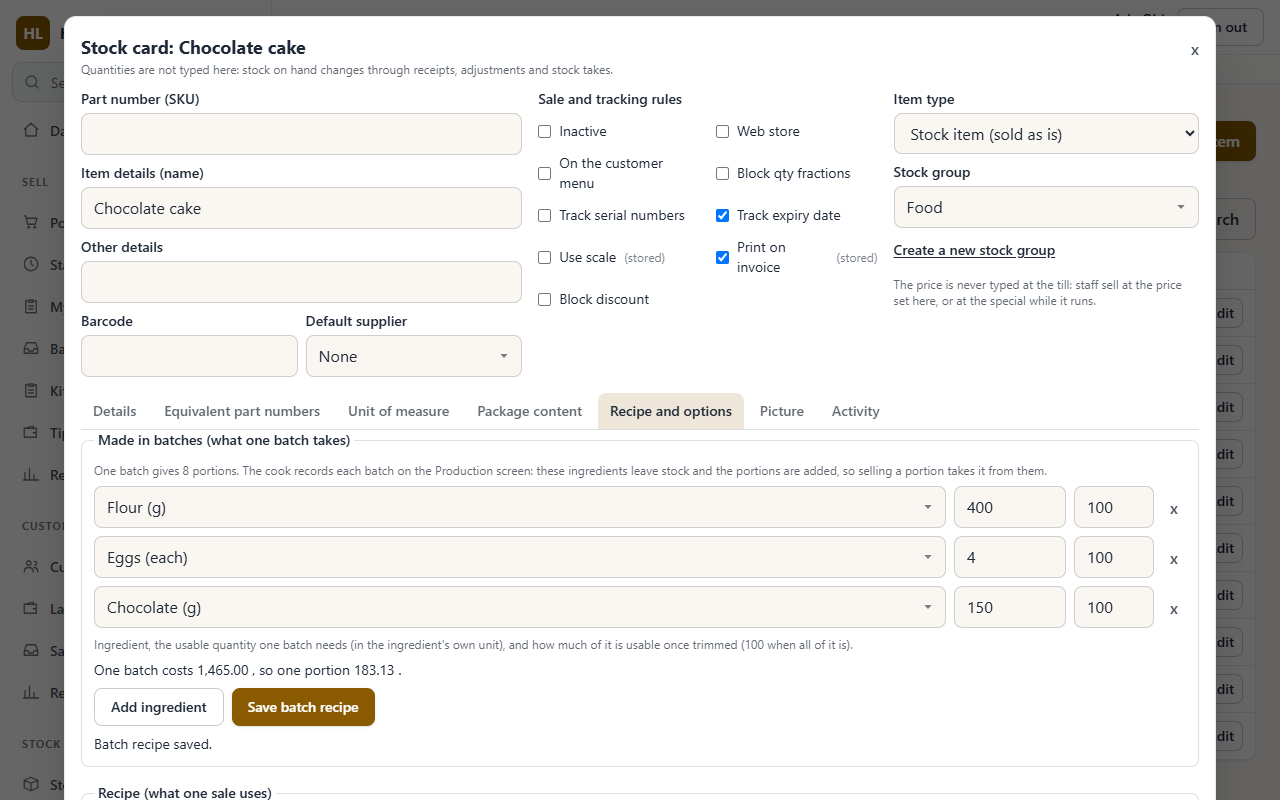 HL
out
Stock card: Chocolate cake
x
Quantities are not typed here: stock on hand changes through receipts, adjustments and stock takes.
Part number (SKU)
Item details (name)
Chocolate cake
Other details
Barcode
Default supplier
None
Sale and tracking rules
Inactive
Web store
On the customer
menu
Block qty fractions
Track serial numbers
Track expiry date
Use scale (stored)
Print on
invoice
(stored)
Block discount
Item type
Stock item (sold as is)
Stock group
Food
Create a new stock group
The price is never typed at the till: staff sell at the price
set here, or at the special while it runs.
Details
Equivalent part numbers
Unit of measure
Package content
Recipe and options
Picture
Activity
Made in batches (what one batch takes)
One batch gives 8 portions. The cook records each batch on the Production screen: these ingredients leave stock and the portions are added, so selling a portion takes it from them.
Flour (g)
400
100
x
Eggs (each)
4
100
x
Chocolate (g)
150
100
x
Ingredient, the usable quantity one batch needs (in the ingredient's own unit), and how much of it is usable once trimmed (100 when all of it is).
One batch costs 1,465.00 , so one portion 183.13 .
Add ingredient
Save batch recipe
Batch recipe saved.
Recipe (what one sale uses)
SELL
STOCK